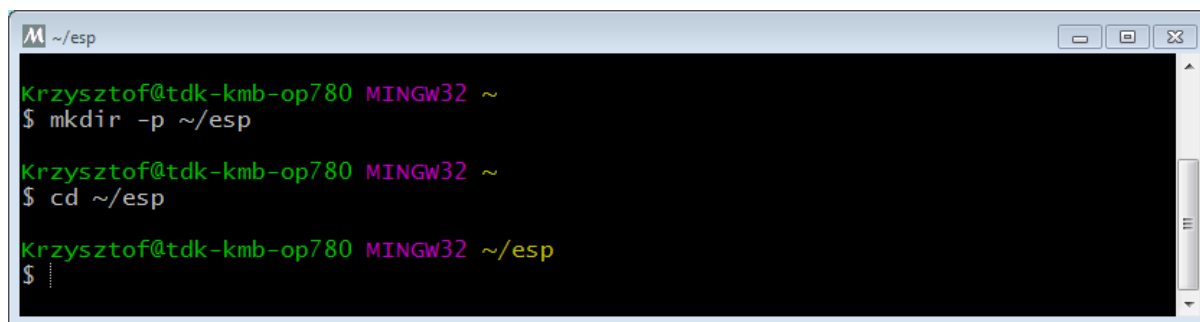 ~/esp
Krzysztof@tdk-kmb-op780 MINGW32 ~
$ mkdir -p ~/esp
Krzysztof@tdk-kmb-op780 MINGW32 ~
$ cd ~/esp
Krzysztof@tdk-kmb-op780 MINGW32 ~/esp
$